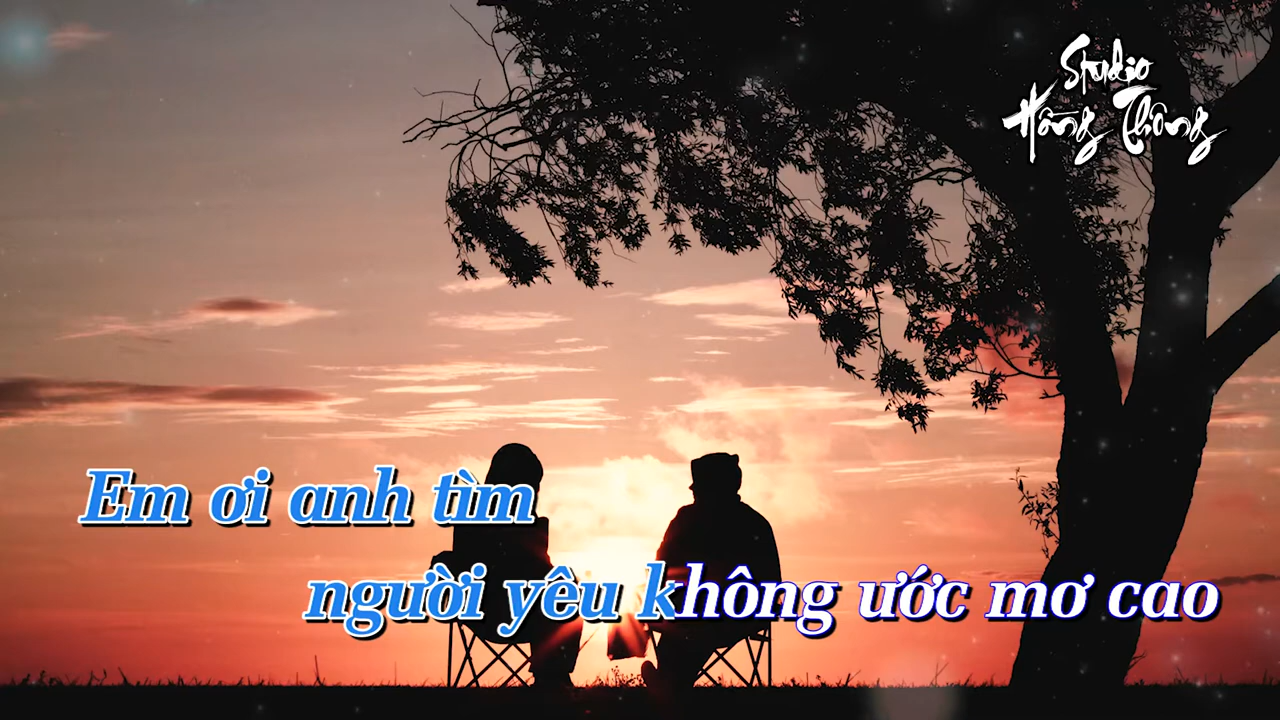 Studio
Hồng Thông
Em ơi anh tìm
người yêu không ước mơ cao